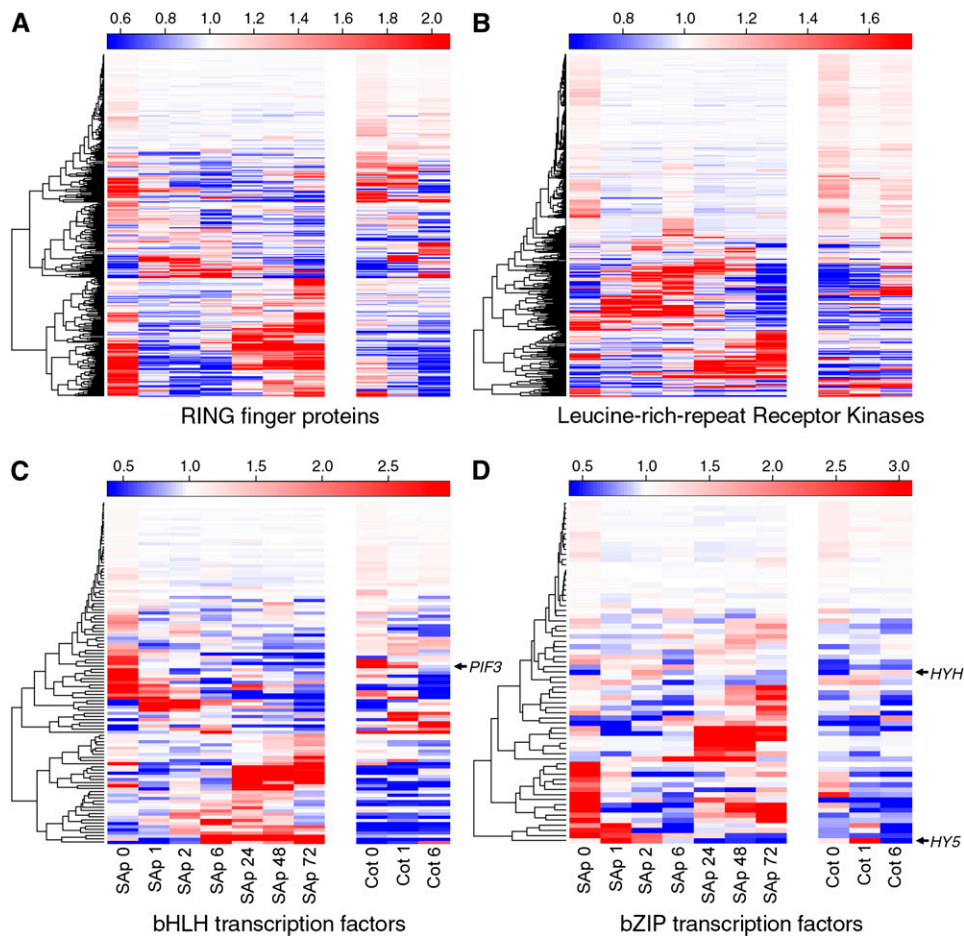 A
0.6 0.8 1.0 1.2 1.4 1.6 1.8 2.0
RING finger proteins
B
0.8 1.0 1.2 1.4 1.6
Leucine-rich-repeat Receptor Kinases
C
0.5 1.0 1.5 2.0 2.5
PIF3
SAp 0 SAp 1 SAp 2 SAp 6 SAp 24 SAp 48 SAp 72 Cot 0 Cot 1 Cot 6
bHLH transcription factors
D
0.5 1.0 1.5 2.0 2.5 3.0
HYH
HY5
SAp 0 SAp 1 SAp 2 SAp 6 SAp 24 SAp 48 SAp 72 Cot 0 Cot 1 Cot 6
bZIP transcription factors